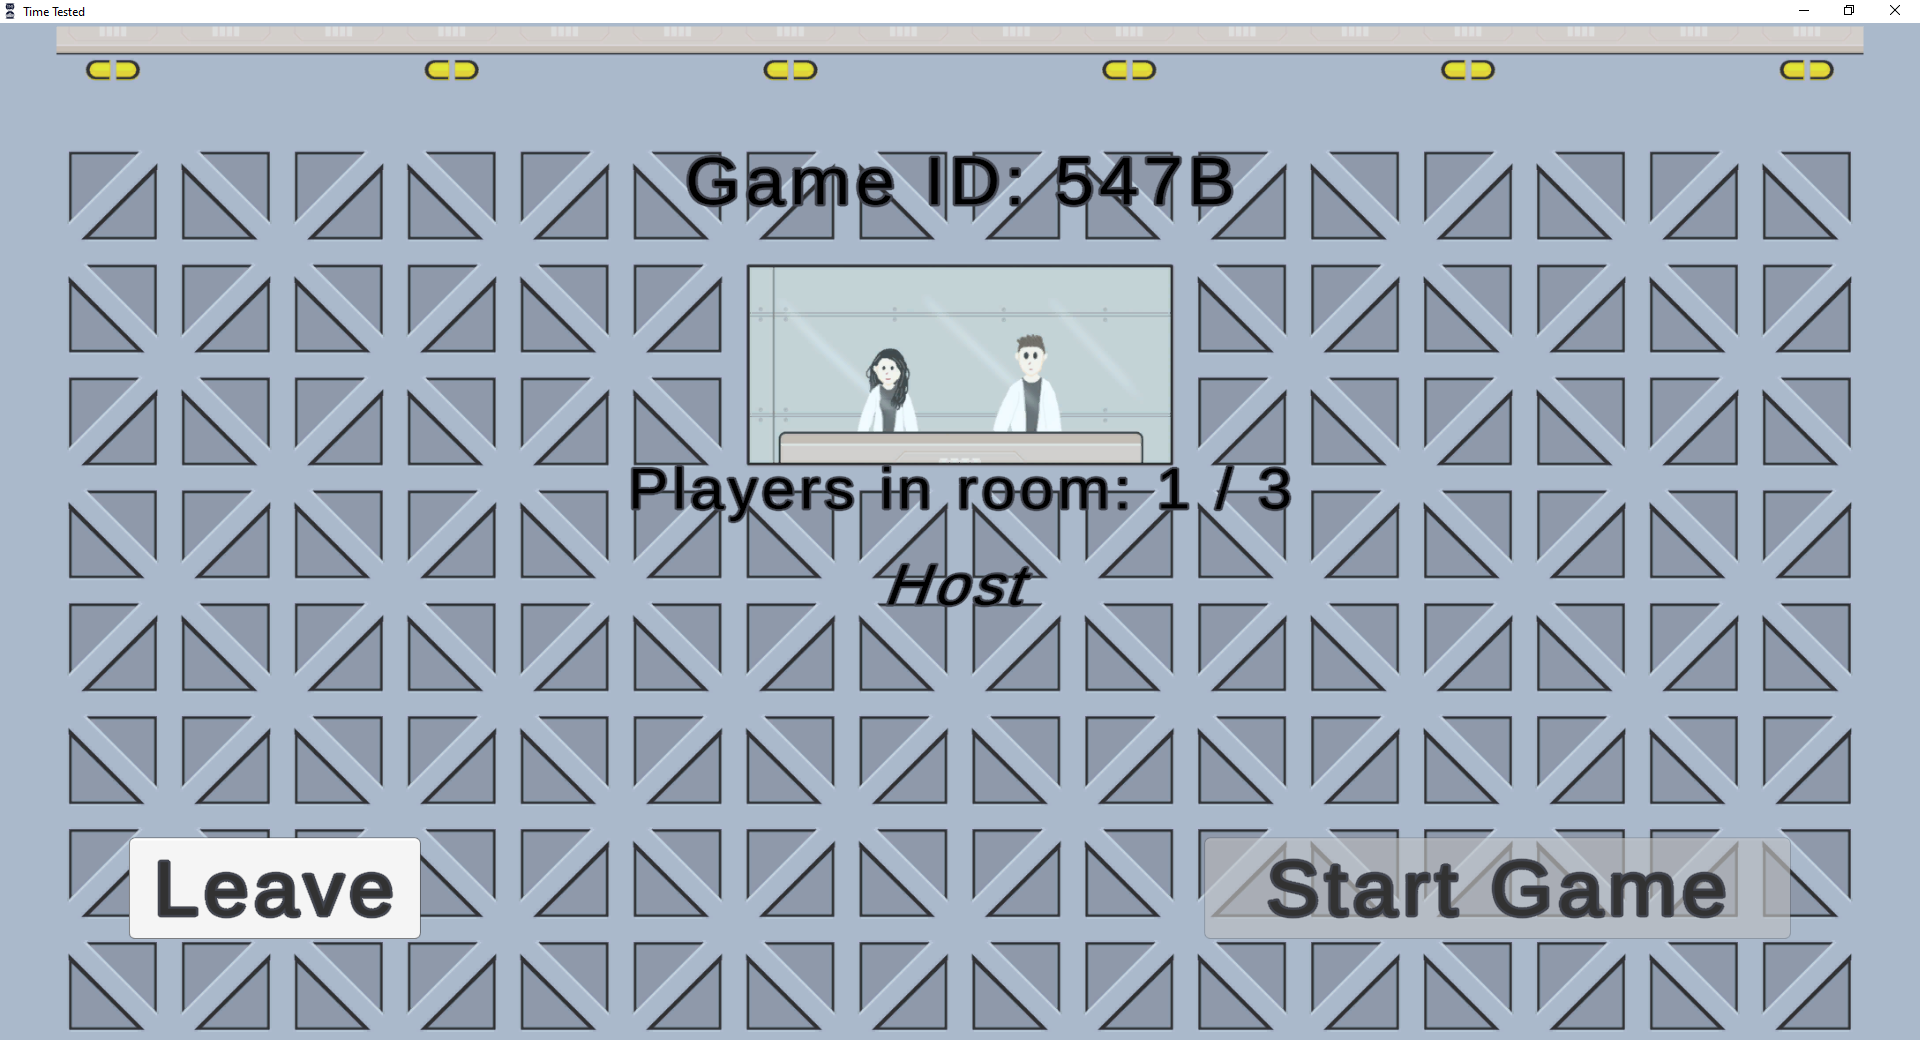 Time Tested
Game ID: 547B
Players in room: 1 / 3
Host
Leave
Start Game